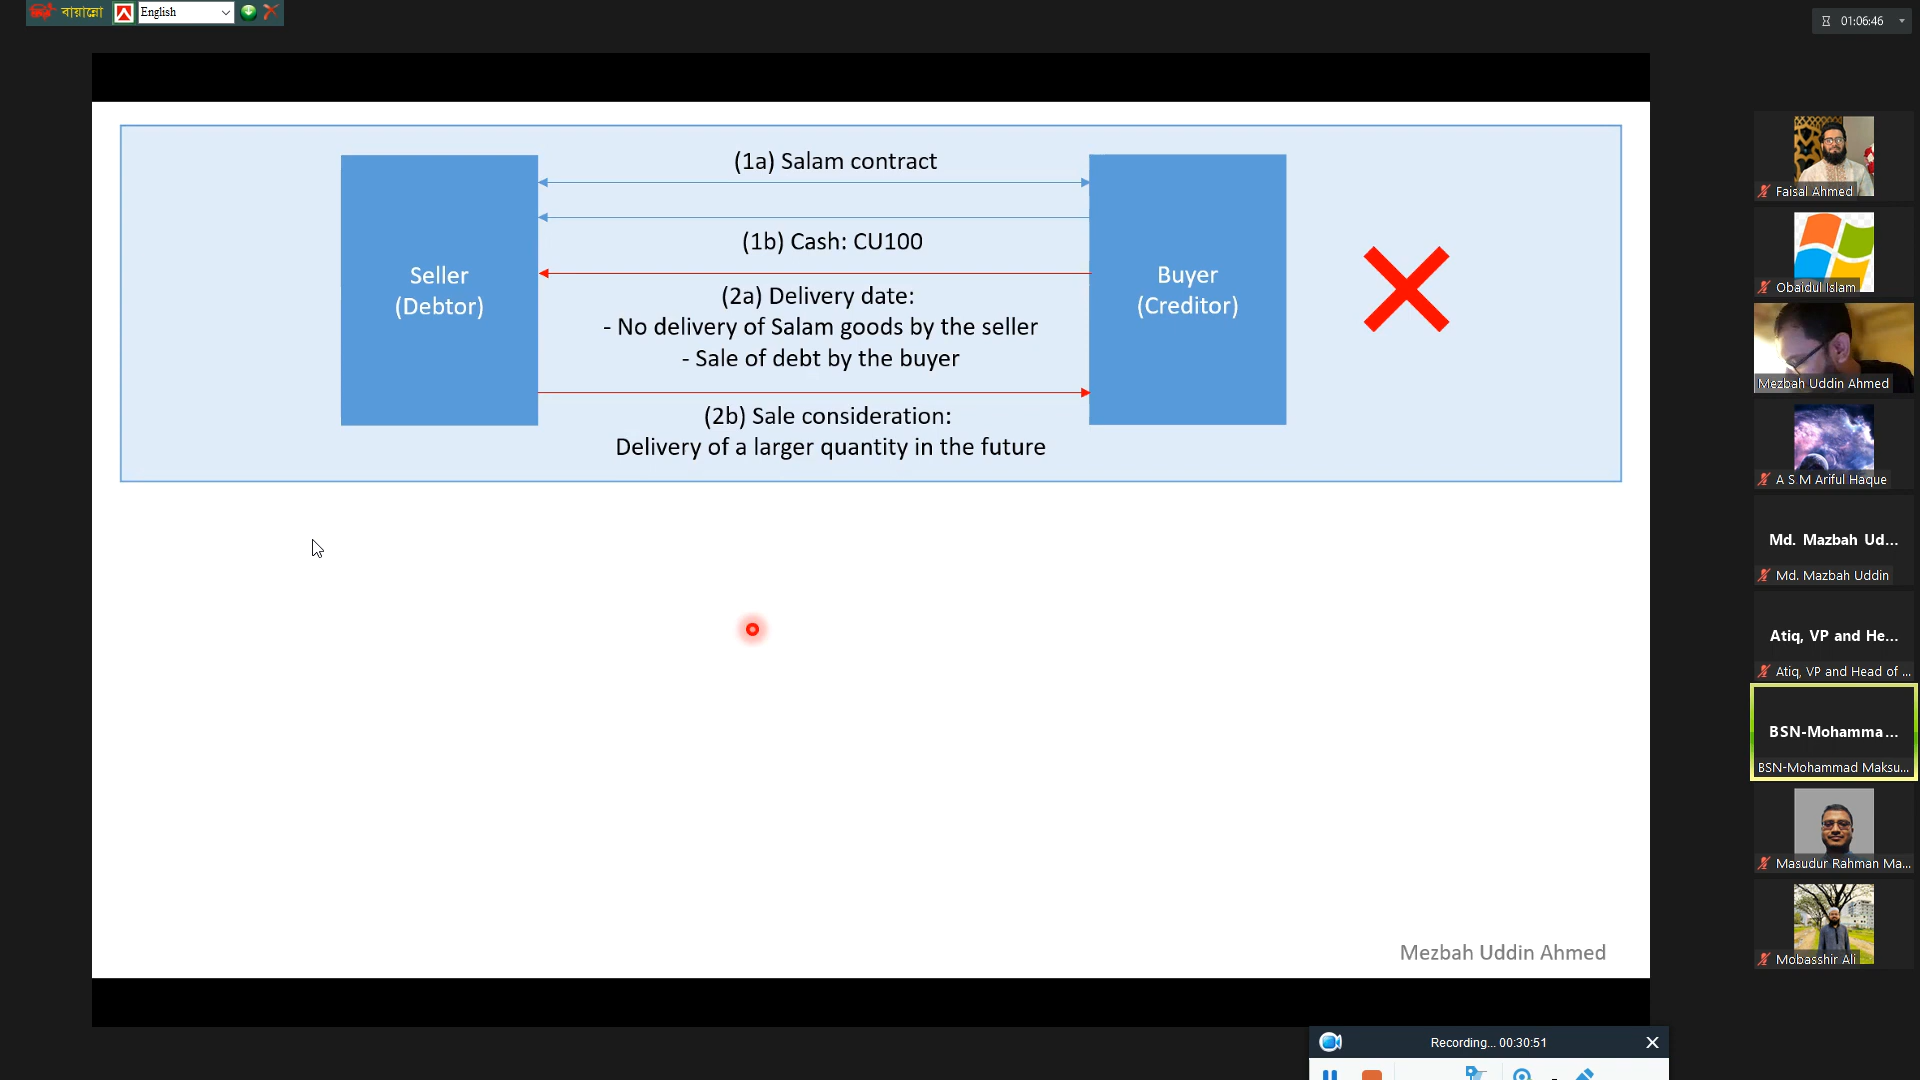 বায়ান্নো
English
01:06:46
(1a) Salam contract
(1b) Cash: CU100
Seller
(Debtor)
Buyer
(Creditor)
(2a) Delivery date:
- No delivery of Salam goods by the seller
- Sale of debt by the buyer
(2b) Sale consideration:
Delivery of a larger quantity in the future
Mezbah Uddin Ahmed
Faisal Ahmed
Obaidul Islam
Mezbah Uddin Ahmed
A S M Ariful Haque
Md. Mazbah Ud...
Md. Mazbah Uddin
Atiq, VP and He...
Atiq, VP and Head of ...
BSN-Mohamma...
BSN-Mohammad Maksu...
Masudur Rahman Ma...
Mobasshir Ali
Recording... 00:30:51